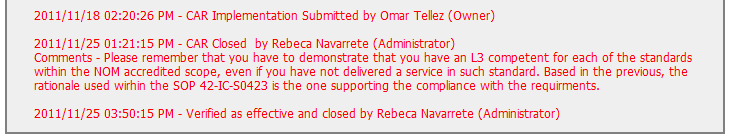 2011/11/18 02:20:26 PM - CAR Implementation Submitted by Omar Tellez (Owner)
2011/11/25 01:21:15 PM - CAR Closed  by Rebeca Navarrete (Administrator)
Comments - Please remember that you have to demonstrate that you have an L3 competent for each of the standards
within the NOM accredited scope, even if you have not delivered a service in such standard. Based in the previous, the
rationale used wirhin the SOP 42-IC-S0423 is the one supporting the compliance with the requirments.
2011/11/25 03:50:15 PM - Verified as effective and closed by Rebeca Navarrete (Administrator)